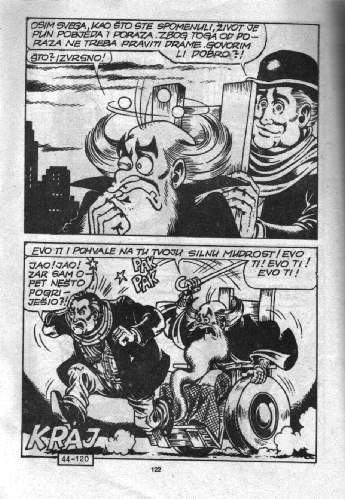 OSIM SVEGA, KAO ŠTO STE SPOMENULI, ŽIVOT JE
PUN POBJEDA I PORAZA. ZBOG TOGA OD PO-
RAZA NE TREBA PRAVITI DRAME. GOVORIM
LI DOBRO?!
ŠTO? IZVRSNO!
EVO TI I POHVALE NA TU TVOJU SILNU MUDROST! EVO
TI! EVO TI!
EVO TI!
JAO! JAO!
ZAR SAM O-
PET NEŠTO
POGRI-
JEŠIO?!
PAK
PAK
KRAJ
44-120
122